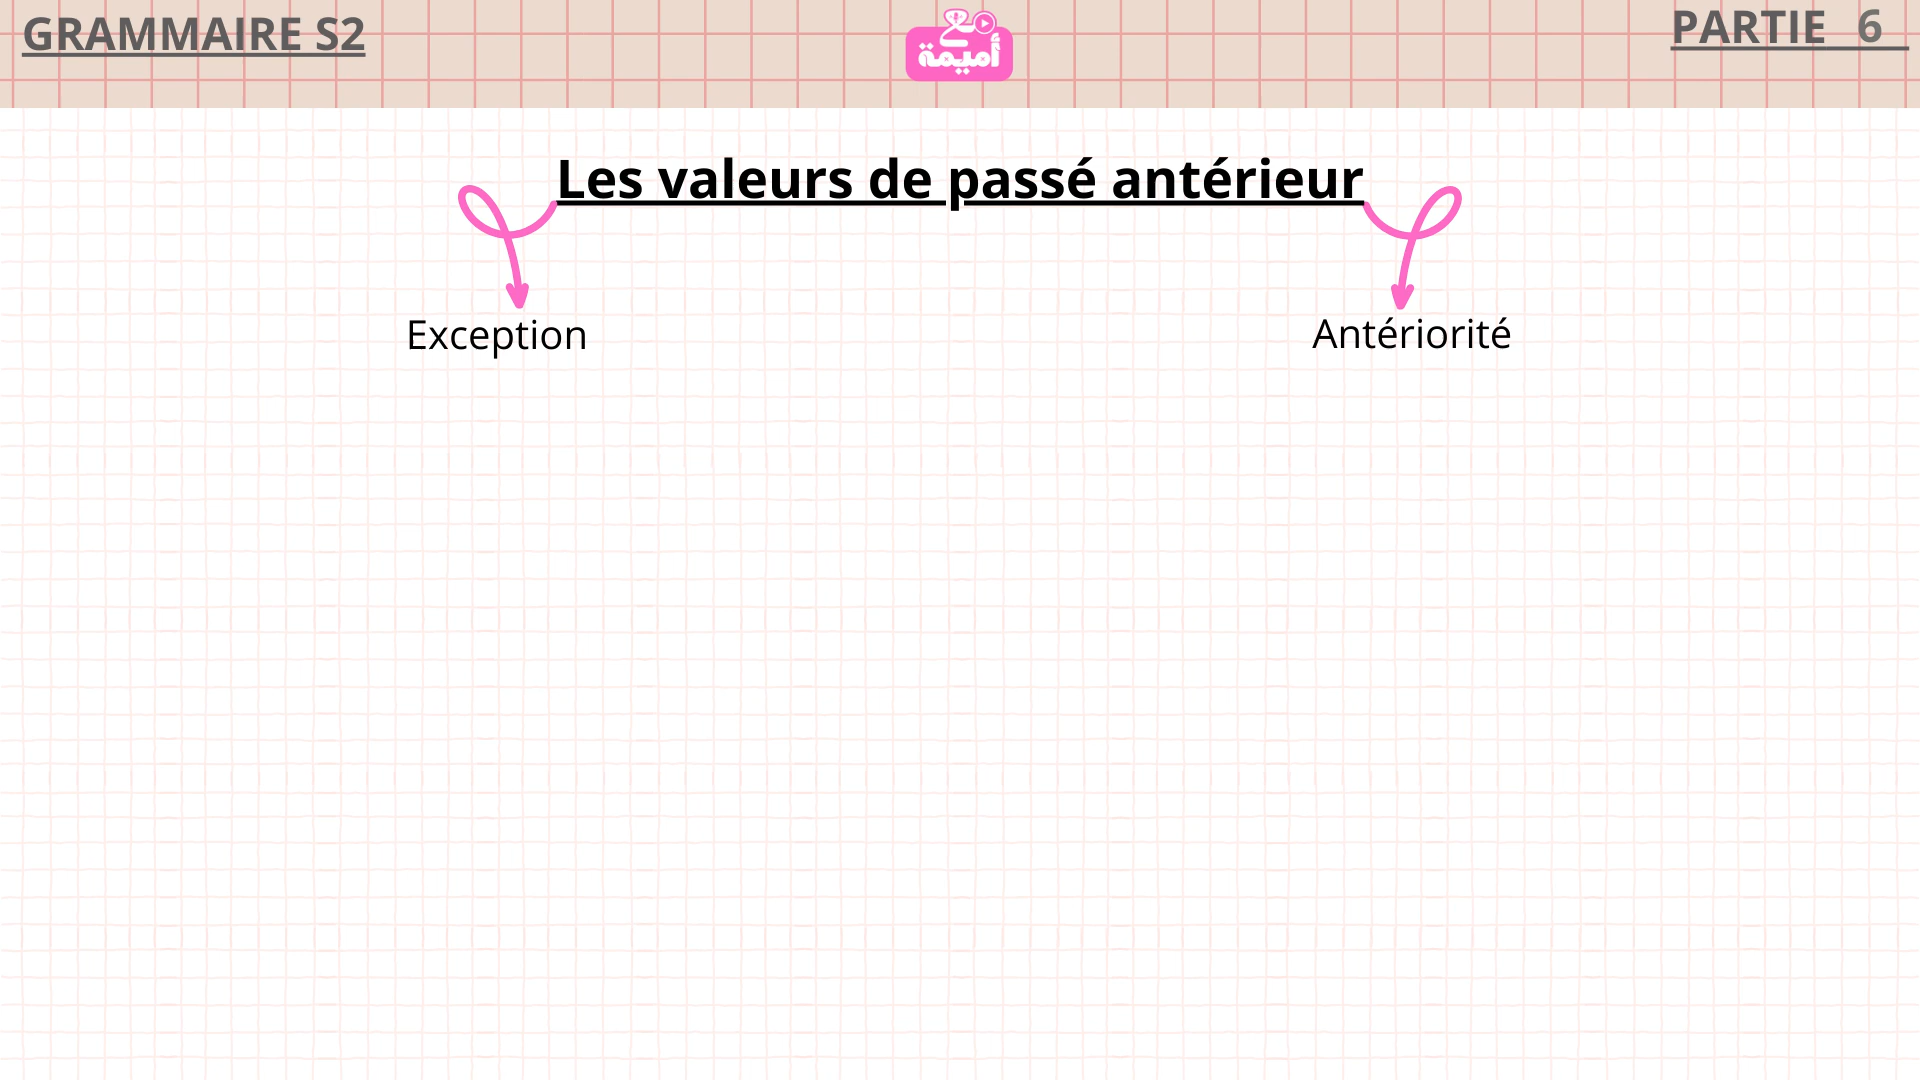 GRAMMAIRE S2
مع
أميمة
PARTIE 6
Les valeurs de passé antérieur
Exception
Antériorité